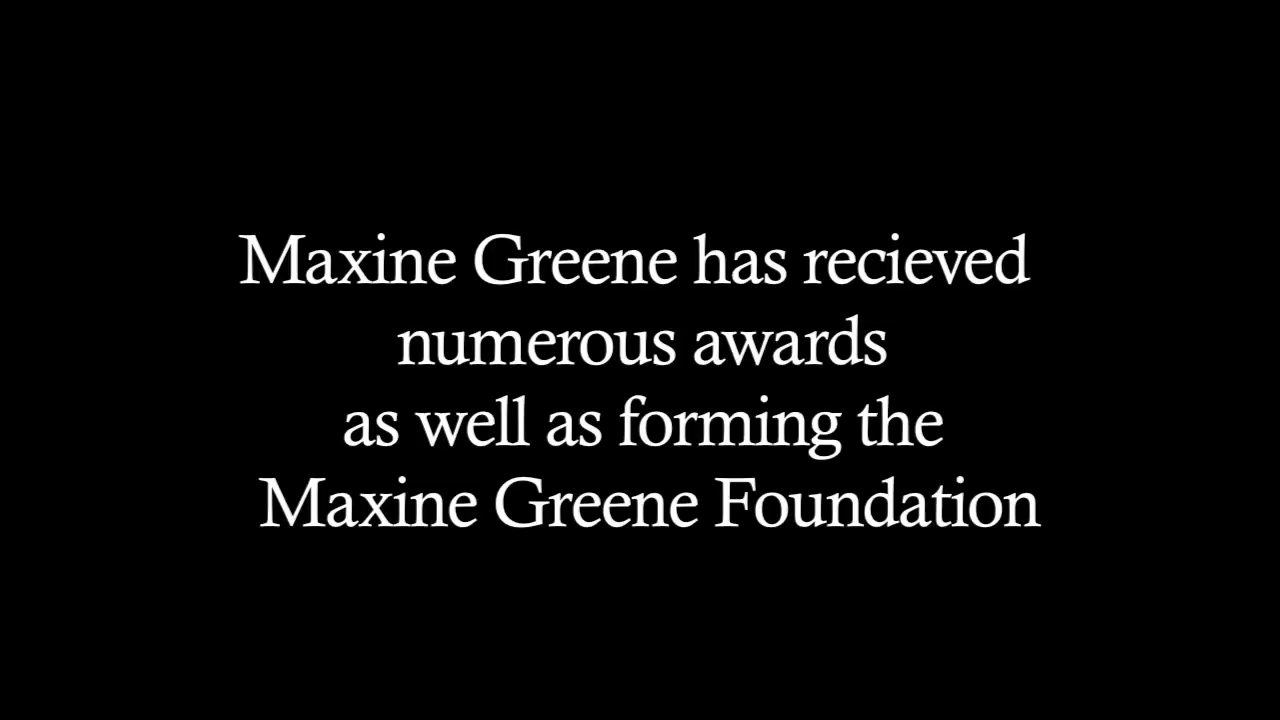 Maxine Greene has recieved
numerous awards
as well as forming the
Maxine Greene Foundation